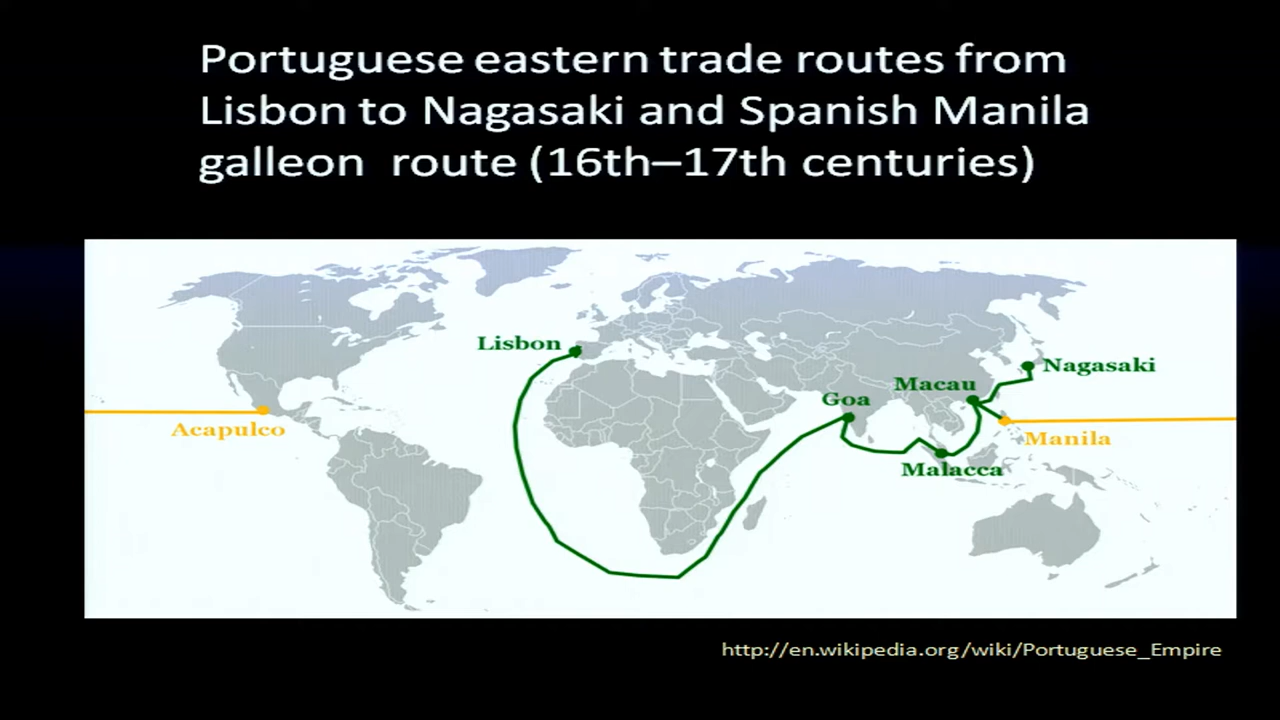 Portuguese eastern trade routes from
Lisbon to Nagasaki and Spanish Manila
galleon route (16th–17th centuries)
Lisbon
Nagasaki
Macau
Goa
Acapulco
Manila
Malacca
http://en.wikipedia.org/wiki/Portuguese_Empire